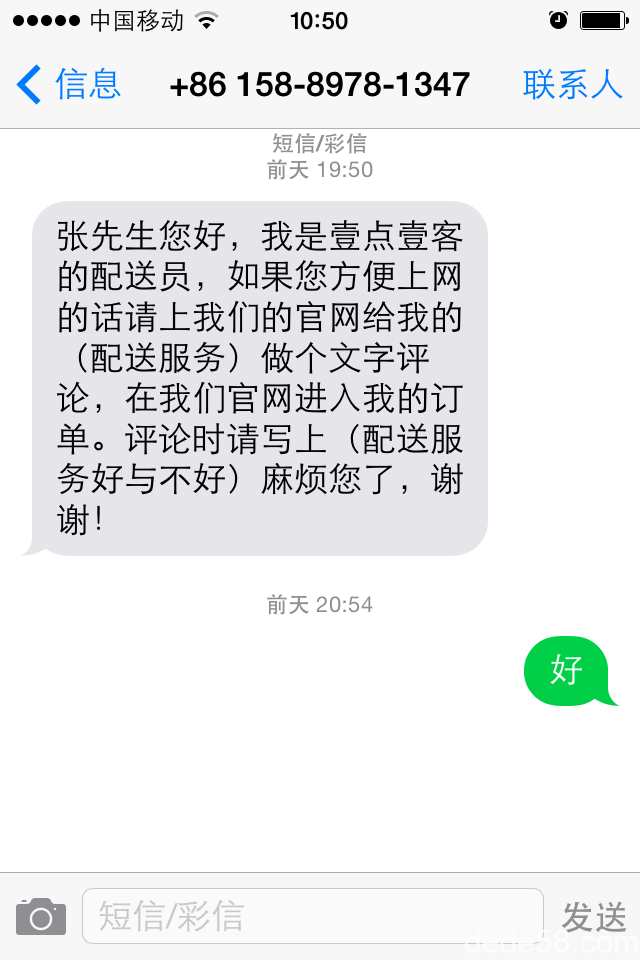 中国移动 10:50
信息 +86 158-8978-1347 联系人
短信/彩信
前天 19:50
张先生您好，我是壹点壹客
的配送员，如果您方便上网
的话请上我们的官网给我的
（配送服务）做个文字评
论，在我们官网进入我的订
单。评论时请写上（配送服
务好与不好）麻烦您了，谢
谢！
前天 20:54
好
短信/彩信 发送
dede58.com